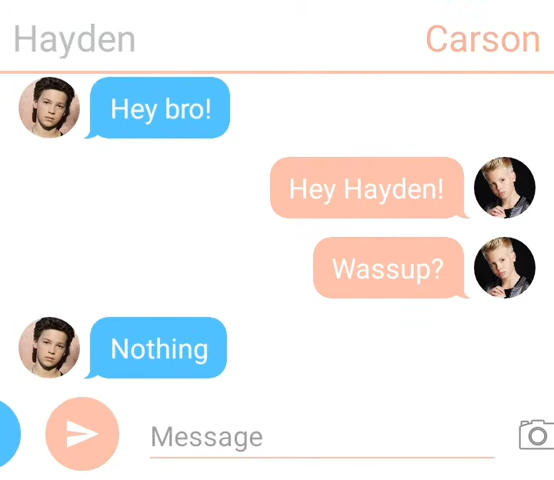 Hayden
Carson
Hey bro!
Hey Hayden!
Wassup?
Nothing
Message